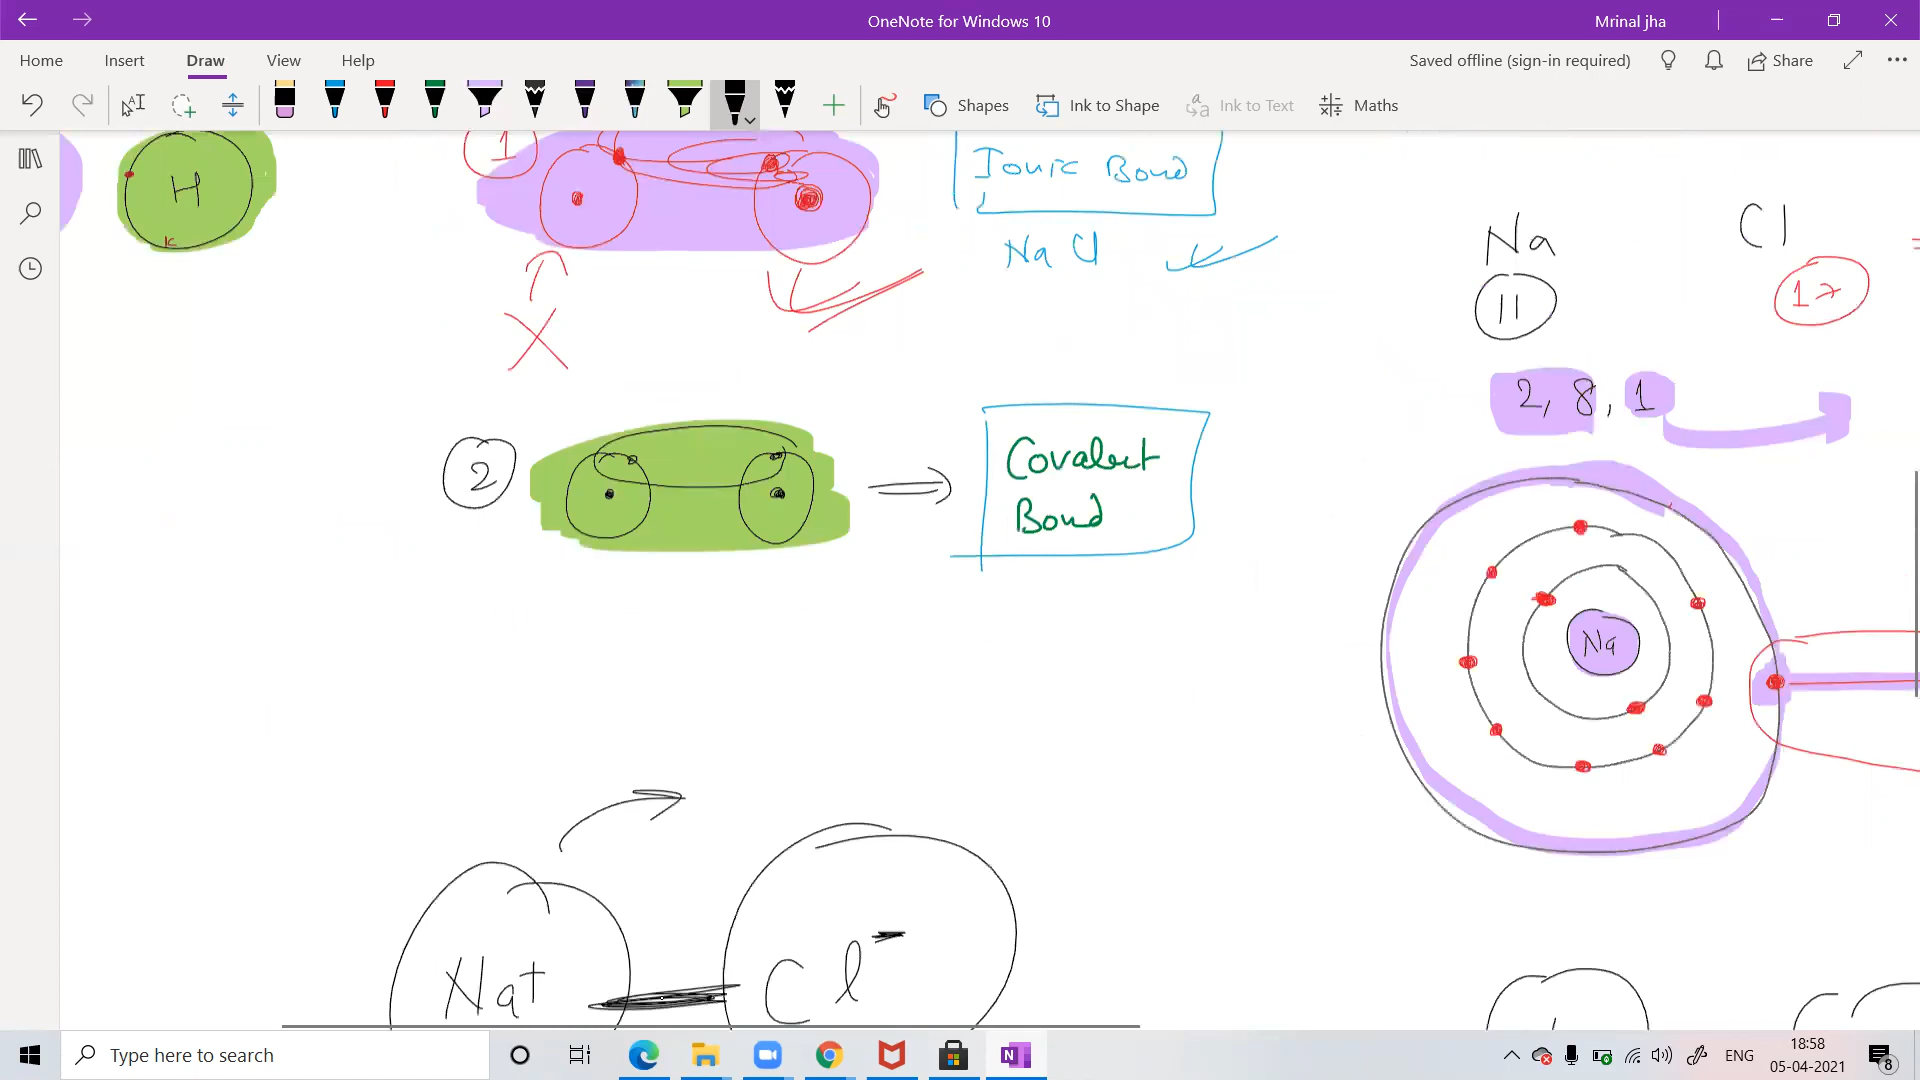 OneNote for Windows 10
Mrinal jha
Home Insert Draw View Help
Saved offline (sign-in required)
Share
Shapes
Ink to Shape
Ink to Text
Maths
H
K
1
Ionic Bond
NaCl
X
Na
Cl
11
17
2, 8, 1
2
Covalent
Bond
Na
Na+
Cl-
Type here to search
ENG
18:58
05-04-2021
8